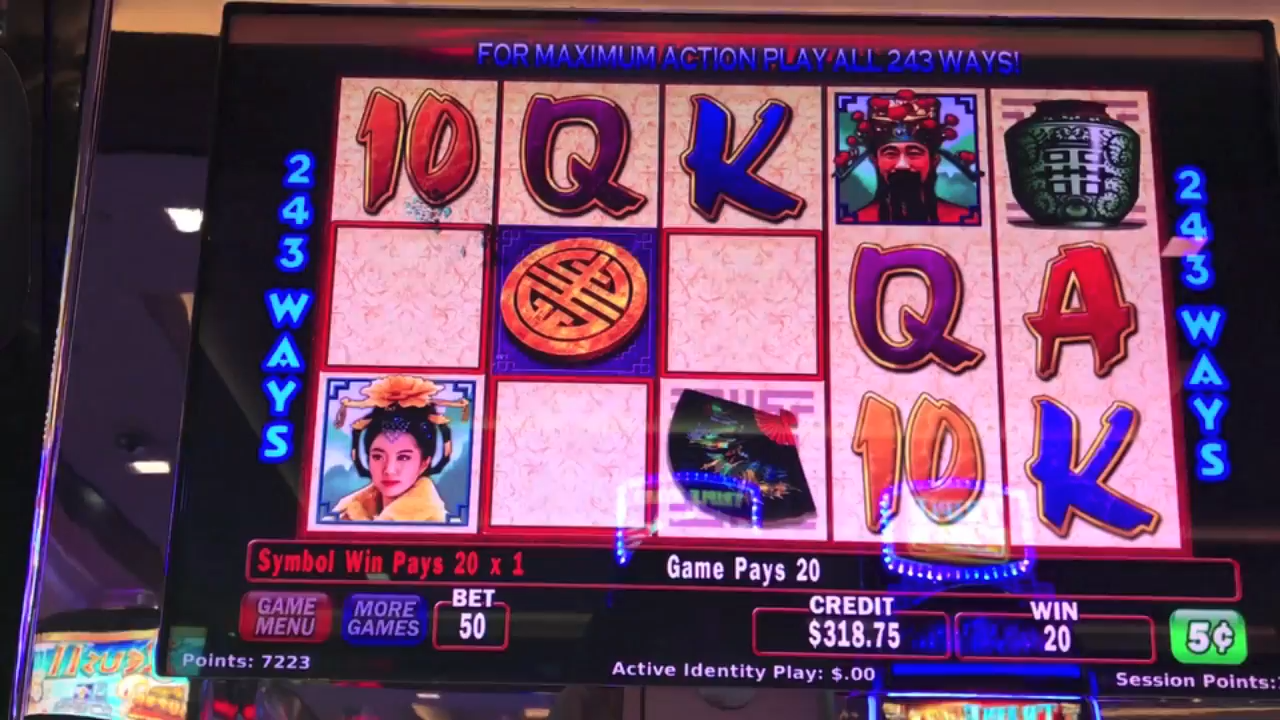 FOR MAXIMUM ACTION PLAY ALL 243 WAYS!
10 Q K
Q A
10 K
243 WAYS
243 WAYS
Symbol Win Pays 20 x 1
Game Pays 20
GAME MENU
MORE GAMES
BET
50
CREDIT
$318.75
WIN
20
5¢
Points: 7223
Active Identity Play: $.00
Session Points: